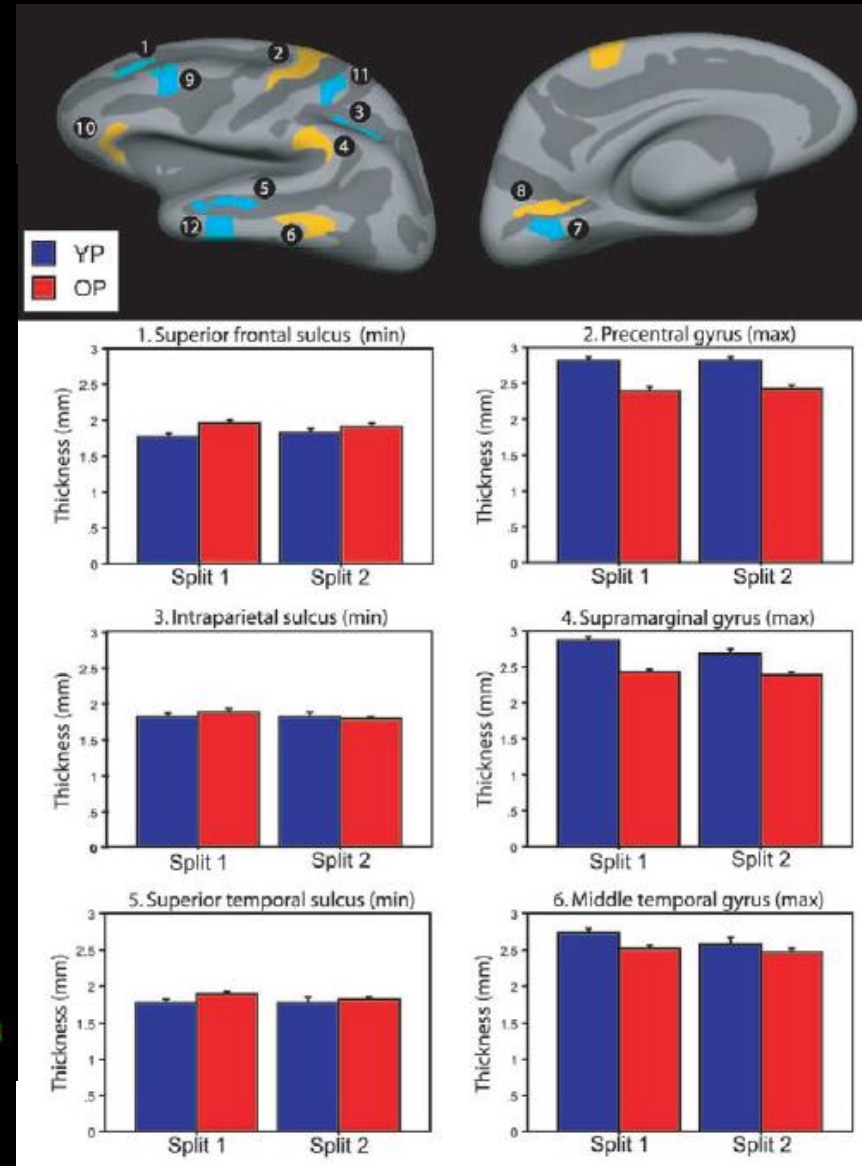 1
2
9
11
3
10
4
5
12
6
8
7
YP
OP
1. Superior frontal sulcus (min)
3
2.5
2
1.5
1
.5
0
Thickness (mm)
Split 1 Split 2
2. Precentral gyrus (max)
3
2.5
2
1.5
1
.5
0
Thickness (mm)
Split 1 Split 2
3. Intraparietal sulcus (min)
3
2.5
2
1.5
1
.5
0
Thickness (mm)
Split 1 Split 2
4. Supramarginal gyrus (max)
3
2.5
2
1.5
1
.5
0
Thickness (mm)
Split 1 Split 2
5. Superior temporal sulcus (min)
3
2.5
2
1.5
1
.5
0
Thickness (mm)
Split 1 Split 2
6. Middle temporal gyrus (max)
3
2.5
2
1.5
1
.5
0
Thickness (mm)
Split 1 Split 2